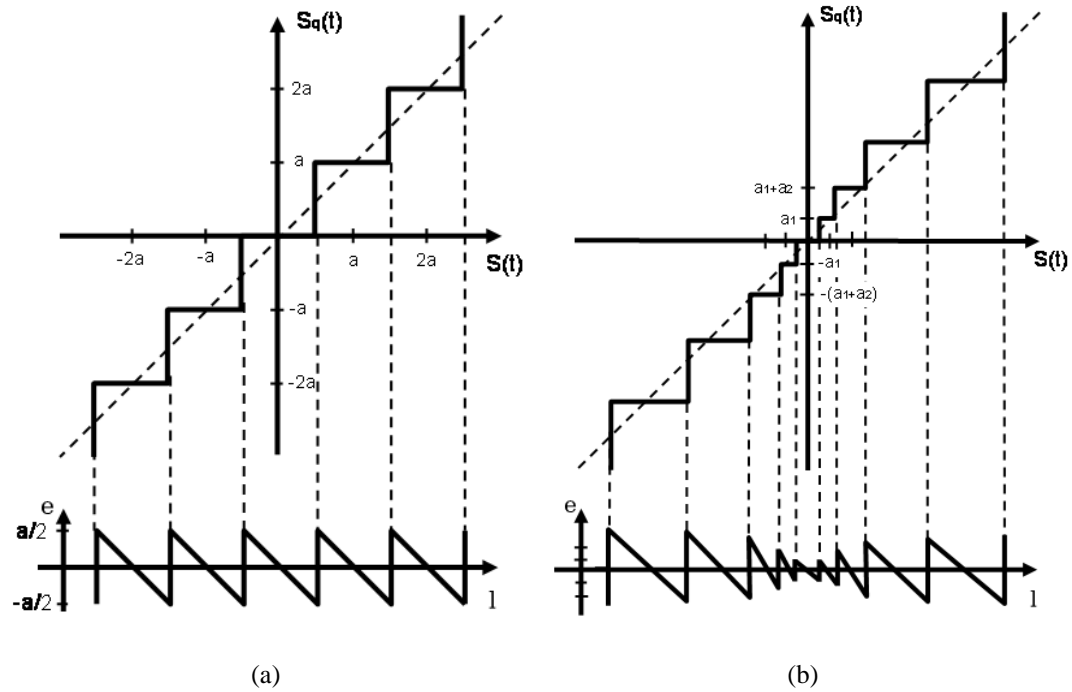 Sq(t)
2a
a
-2a
-a
a
2a
S(t)
-a
-2a
e
a/2
-a/2
l
(a)
Sq(t)
a1+a2
a1
S(t)
-a1
-(a1+a2)
e
l
(b)